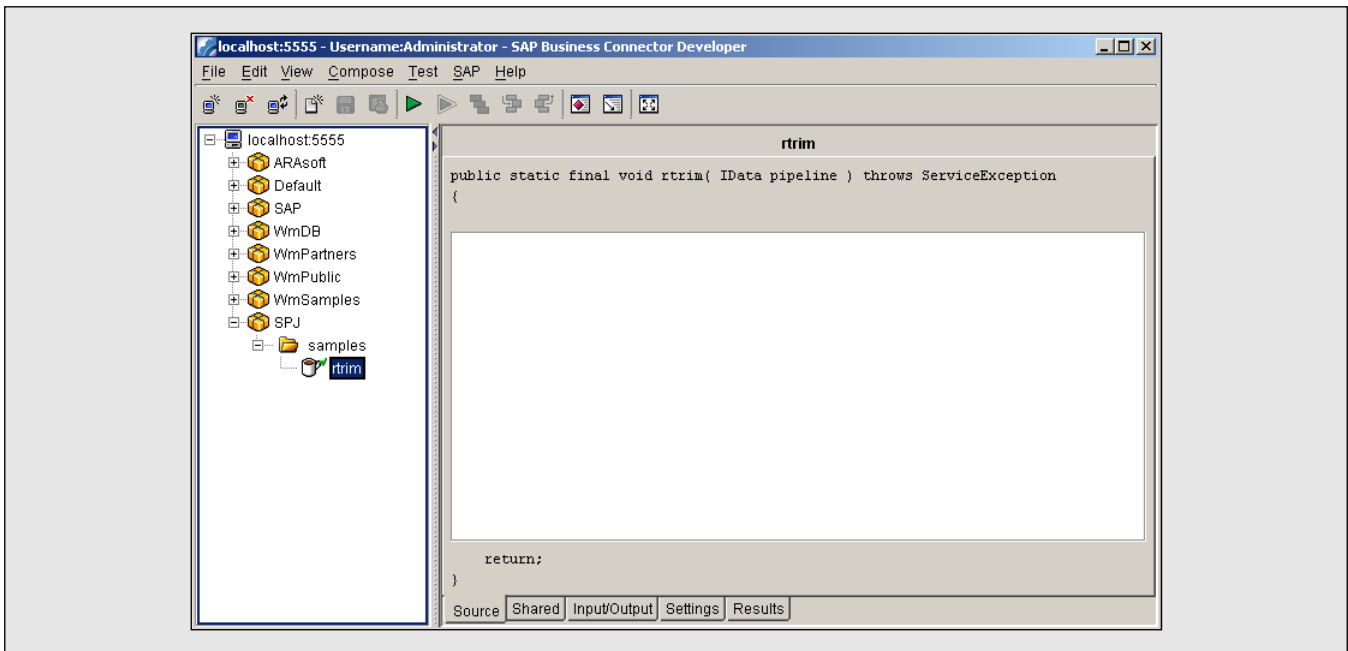 localhost:5555 - Username:Administrator - SAP Business Connector Developer
File Edit View Compose Test SAP Help
localhost:5555
ARAsoft
Default
SAP
WmDB
WmPartners
WmPublic
WmSamples
SPJ
samples
rtrim
rtrim
public static final void rtrim( IData pipeline ) throws ServiceException
{
return;
}
Source Shared Input/Output Settings Results